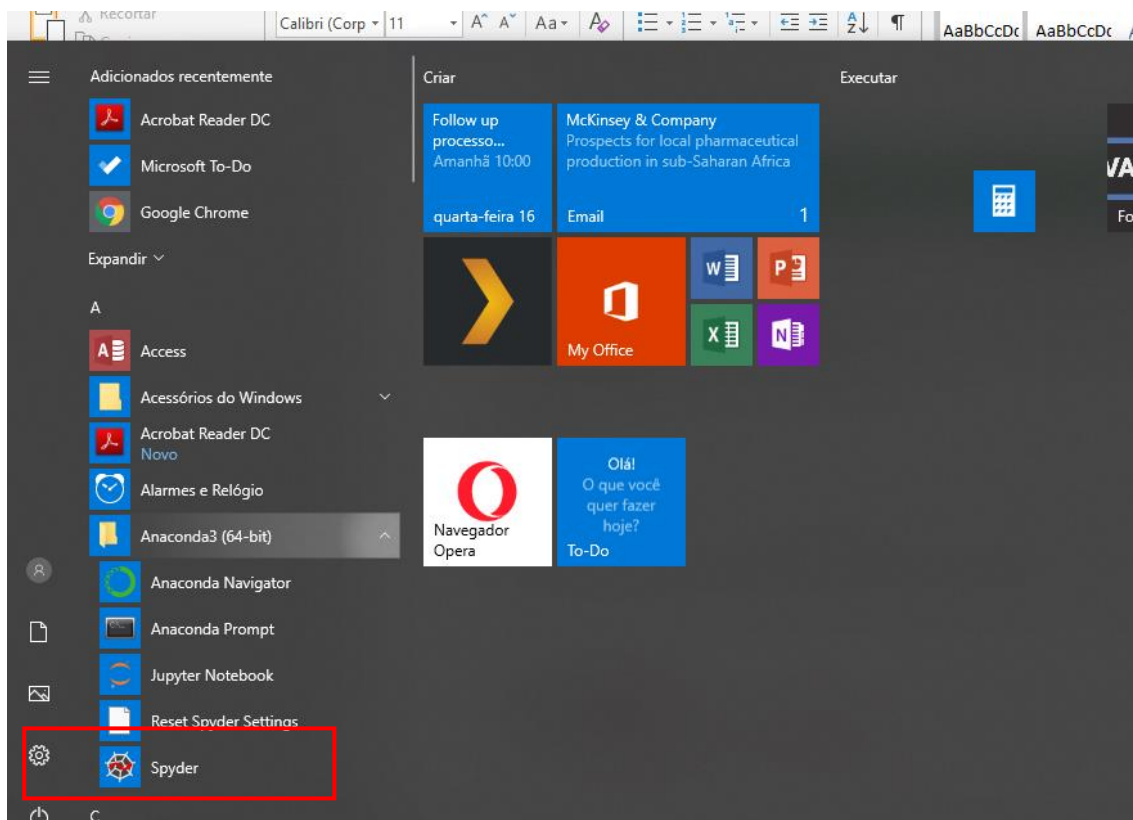 Recortar
Calibri (Corp
11
Aa
AaBbCcDc
AaBbCcDc
Adicionados recentemente
Acrobat Reader DC
Microsoft To-Do
Google Chrome
Expandir
A
Access
Acessórios do Windows
Acrobat Reader DC
Novo
Alarmes e Relógio
Anaconda3 (64-bit)
Anaconda Navigator
Anaconda Prompt
Jupyter Notebook
Reset Spyder Settings
Spyder
C
Criar
Follow up
processo...
Amanhã 10:00
quarta-feira 16
McKinsey & Company
Prospects for local pharmaceutical
production in sub-Saharan Africa
Email
1
My Office
Navegador
Opera
Olá!
O que você
quer fazer
hoje?
To-Do
Executar
VA
Fo